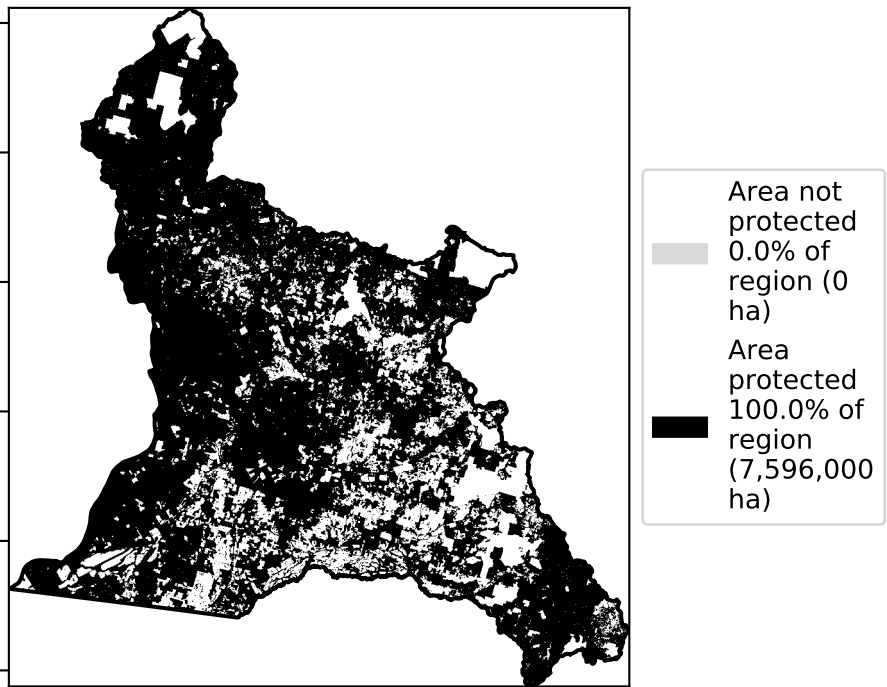 Area not
protected
0.0% of
region (0
ha)
Area
protected
100.0% of
region
(7,596,000
ha)